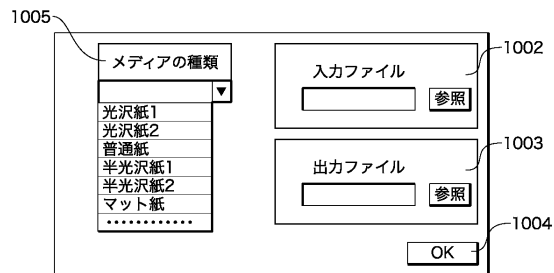 1005
メディアの種類
▼
光沢紙1
光沢紙2
普通紙
半光沢紙1
半光沢紙2
マット紙
••••••••••••
1002
入力ファイル
参照
1003
出力ファイル
参照
1004
OK